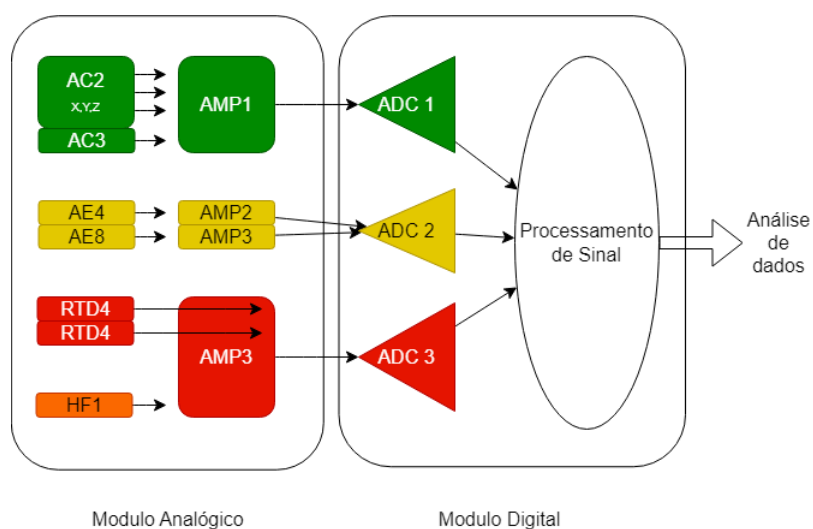 AC2
X,Y,Z
AC3
AMP1
ADC 1
AE4
AE8
AMP2
AMP3
ADC 2
RTD4
RTD4
HF1
AMP3
ADC 3
Processamento
de Sinal
Análise
de
dados
Modulo Analógico
Modulo Digital